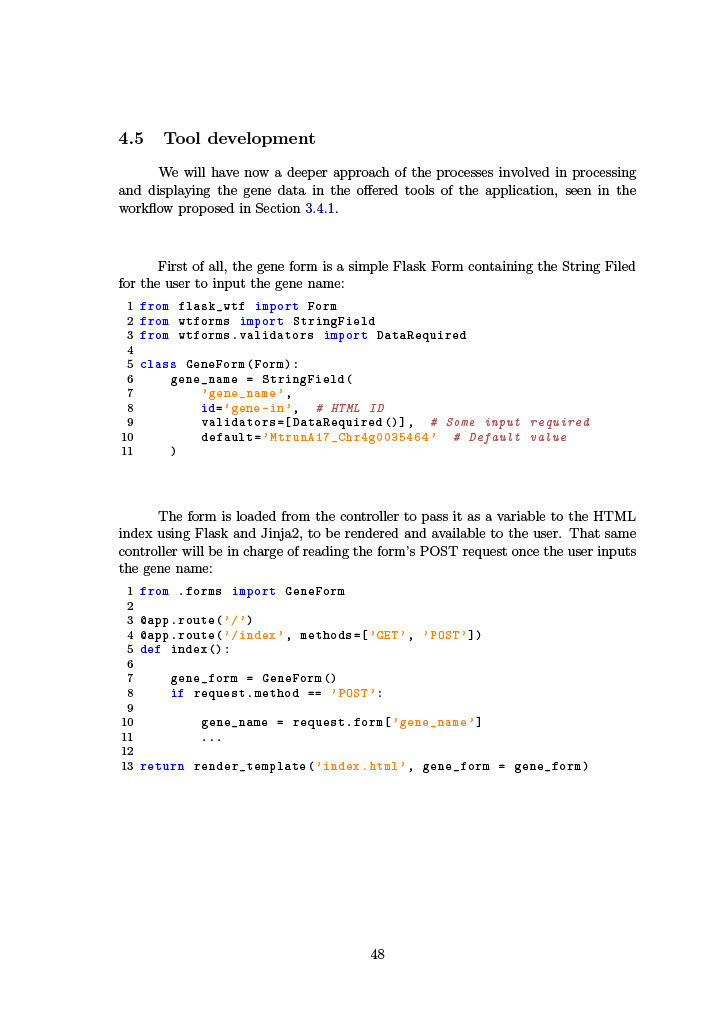 4.5 Tool development
We will have now a deeper approach of the processes involved in processing
and displaying the gene data in the offered tools of the application, seen in the
workflow proposed in Section 3.4.1.
First of all, the gene form is a simple Flask Form containing the String Filed
for the user to input the gene name:
1 from flask_wtf import Form
2 from wtforms import StringField
3 from wtforms.validators import DataRequired
4
5 class GeneForm(Form):
6     gene_name = StringField(
7         'gene_name',
8         id='gene-in',  # HTML ID
9         validators=[DataRequired()],  # Some input required
10         default='MtrunA17_Chr4g0035464'  # Default value
11     )
The form is loaded from the controller to pass it as a variable to the HTML
index using Flask and Jinja2, to be rendered and available to the user. That same
controller will be in charge of reading the form's POST request once the user inputs
the gene name:
1 from .forms import GeneForm
2
3 @app.route('/')
4 @app.route('/index', methods=['GET', 'POST'])
5 def index():
6
7     gene_form = GeneForm()
8     if request.method == 'POST':
9
10         gene_name = request.form['gene_name']
11         ...
12
13 return render_template('index.html', gene_form = gene_form)
48